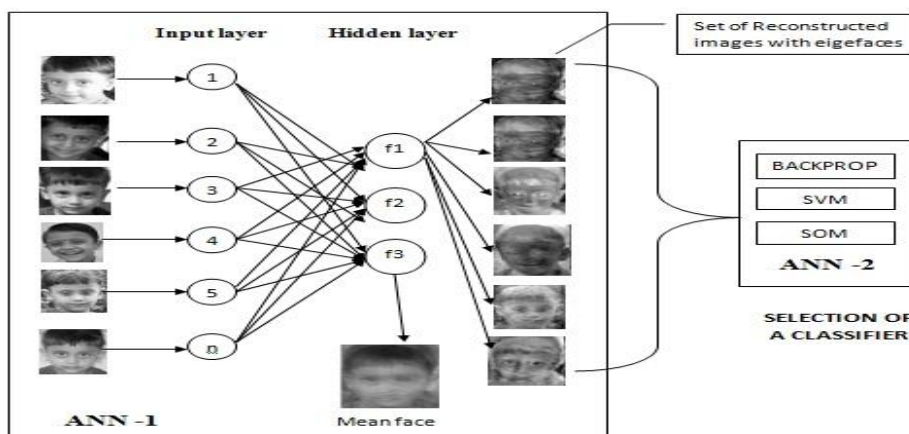 Input layer
Hidden layer
Set of Reconstructed
images with eigefaces
1
2
3
4
5
n
f1
f2
f3
BACKPROP
SVM
SOM
ANN -2
SELECTION OF
A CLASSIFIER
ANN -1
Mean face